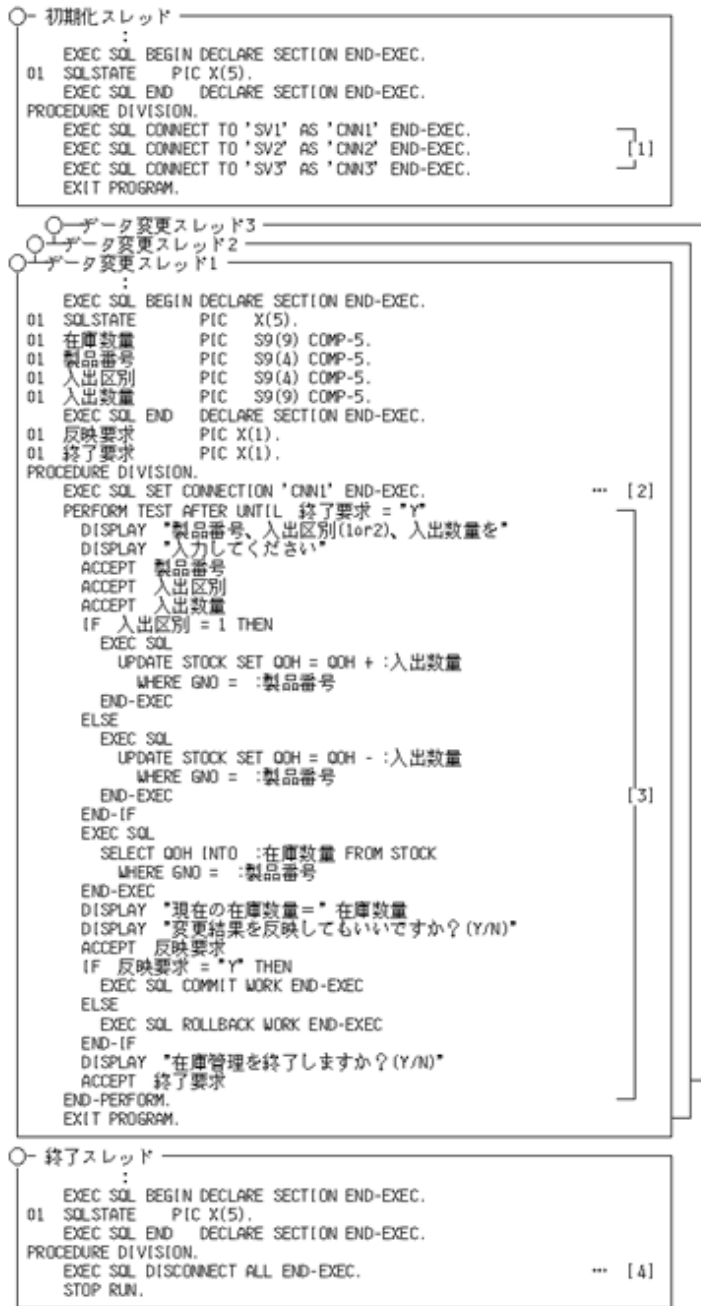 初期化スレッド
:
EXEC SQL BEGIN DECLARE SECTION END-EXEC.
01 SQLSTATE PIC X(5).
EXEC SQL END DECLARE SECTION END-EXEC.
PROCEDURE DIVISION.
EXEC SQL CONNECT TO 'SV1' AS 'CNN1' END-EXEC.
EXEC SQL CONNECT TO 'SV2' AS 'CNN2' END-EXEC. [1]
EXEC SQL CONNECT TO 'SV3' AS 'CNN3' END-EXEC.
EXIT PROGRAM.
データ変更スレッド3
データ変更スレッド2
データ変更スレッド1
:
EXEC SQL BEGIN DECLARE SECTION END-EXEC.
01 SQLSTATE PIC X(5).
01 在庫数量 PIC S9(9) COMP-5.
01 製品番号 PIC S9(4) COMP-5.
01 入出区別 PIC S9(4) COMP-5.
01 入出数量 PIC S9(9) COMP-5.
EXEC SQL END DECLARE SECTION END-EXEC.
01 反映要求 PIC X(1).
01 終了要求 PIC X(1).
PROCEDURE DIVISION.
EXEC SQL SET CONNECTION 'CNN1' END-EXEC. … [2]
PERFORM TEST AFTER UNTIL 終了要求 = "Y"
DISPLAY "製品番号、入出区別(1or2)、入出数量を"
DISPLAY "入力してください"
ACCEPT 製品番号
ACCEPT 入出区別
ACCEPT 入出数量
IF 入出区別 = 1 THEN
EXEC SQL
UPDATE STOCK SET QOH = QOH + :入出数量
WHERE GNO = :製品番号
END-EXEC
ELSE
EXEC SQL
UPDATE STOCK SET QOH = QOH - :入出数量
WHERE GNO = :製品番号
END-EXEC [3]
END-IF
EXEC SQL
SELECT QOH INTO :在庫数量 FROM STOCK
WHERE GNO = :製品番号
END-EXEC
DISPLAY "現在の在庫数量＝" 在庫数量
DISPLAY "変更結果を反映してもいいですか？(Y/N)"
ACCEPT 反映要求
IF 反映要求 = "Y" THEN
EXEC SQL COMMIT WORK END-EXEC
ELSE
EXEC SQL ROLLBACK WORK END-EXEC
END-IF
DISPLAY "在庫管理を終了しますか？(Y/N)"
ACCEPT 終了要求
END-PERFORM.
EXIT PROGRAM.
終了スレッド
:
EXEC SQL BEGIN DECLARE SECTION END-EXEC.
01 SQLSTATE PIC X(5).
EXEC SQL END DECLARE SECTION END-EXEC.
PROCEDURE DIVISION.
EXEC SQL DISCONNECT ALL END-EXEC. … [4]
STOP RUN.